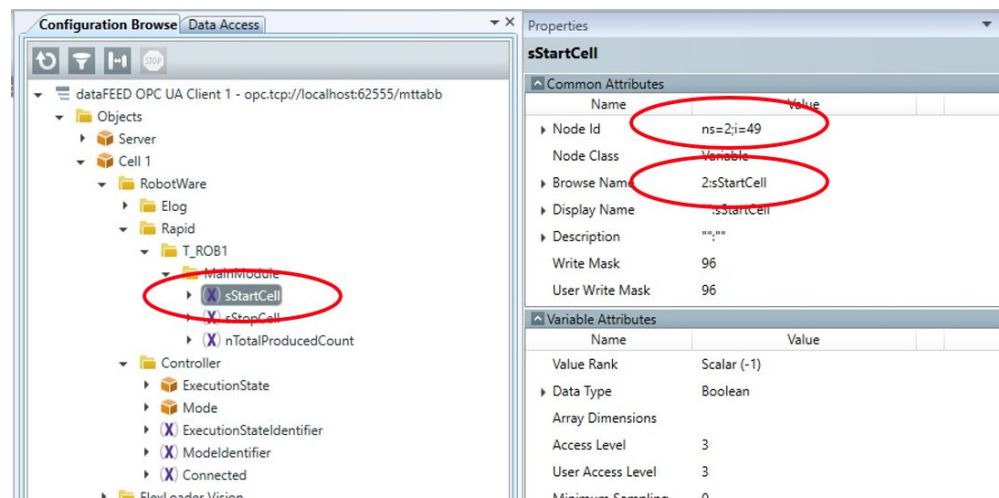 Configuration Browse Data Access
STOP
dataFEED OPC UA Client 1 - opc.tcp://localhost:62555/mttabb
Objects
Server
Cell 1
RobotWare
Elog
Rapid
T_ROB1
MainModule
(X) sStartCell
(X) sStopCell
(X) nTotalProducedCount
Controller
ExecutionState
Mode
(X) ExecutionStateIdentifier
(X) ModeIdentifier
(X) Connected
FlexLoader Vision
Properties
sStartCell
Common Attributes
Name Value
Node Id ns=2;i=49
Node Class Variable
Browse Name 2:sStartCell
Display Name "":sStartCell
Description "":""
Write Mask 96
User Write Mask 96
Variable Attributes
Name Value
Value Rank Scalar (-1)
Data Type Boolean
Array Dimensions
Access Level 3
User Access Level 3
Minimum Sampling 0